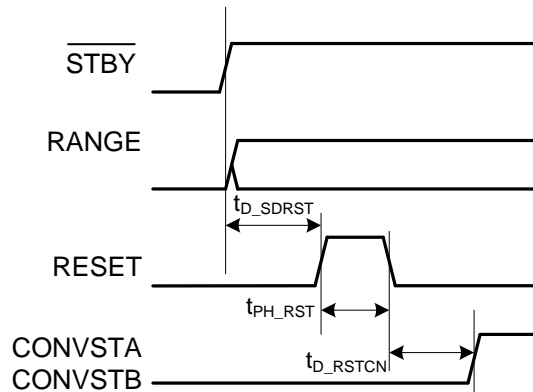 STBY
RANGE
tD_SDRST
RESET
tPH_RST
CONVSTA
CONVSTB
tD_RSTCN